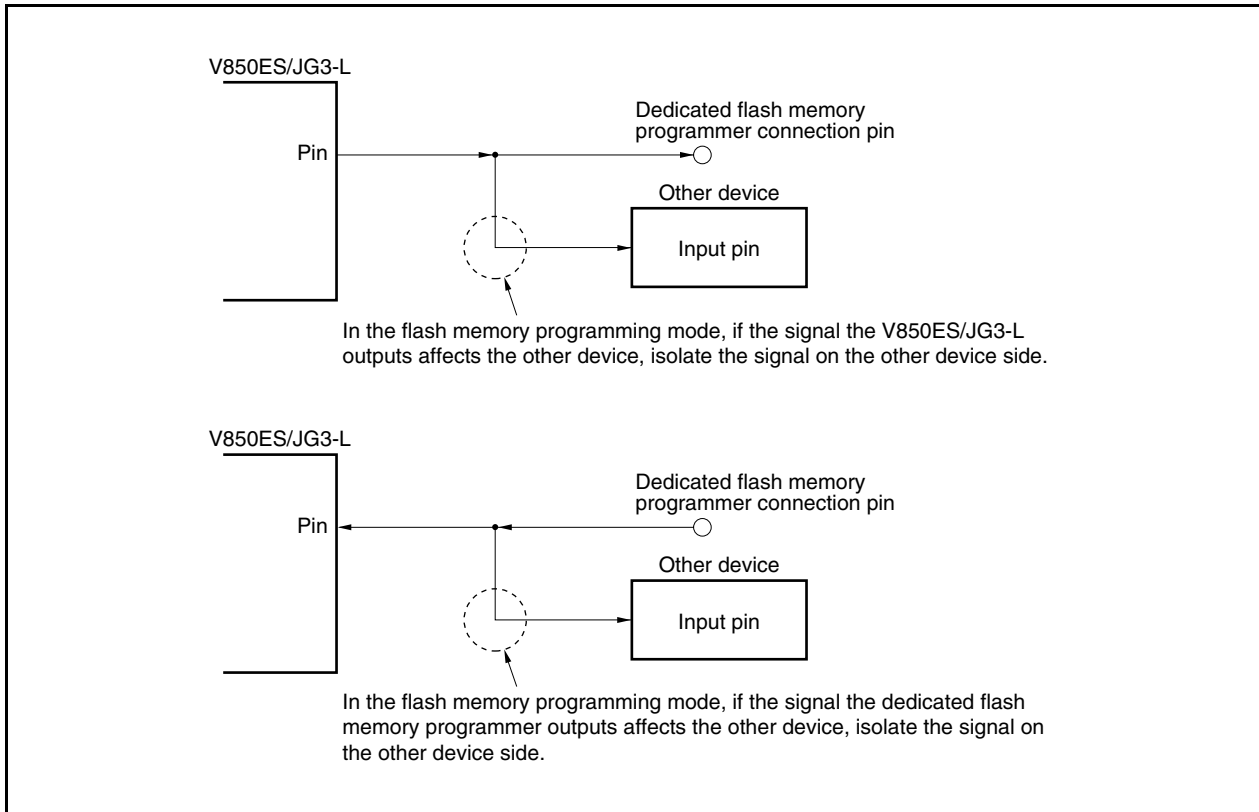 V850ES/JG3-L
Dedicated flash memory
programmer connection pin
Pin
Other device
Input pin
In the flash memory programming mode, if the signal the V850ES/JG3-L
outputs affects the other device, isolate the signal on the other device side.
V850ES/JG3-L
Dedicated flash memory
programmer connection pin
Pin
Other device
Input pin
In the flash memory programming mode, if the signal the dedicated flash
memory programmer outputs affects the other device, isolate the signal on
the other device side.